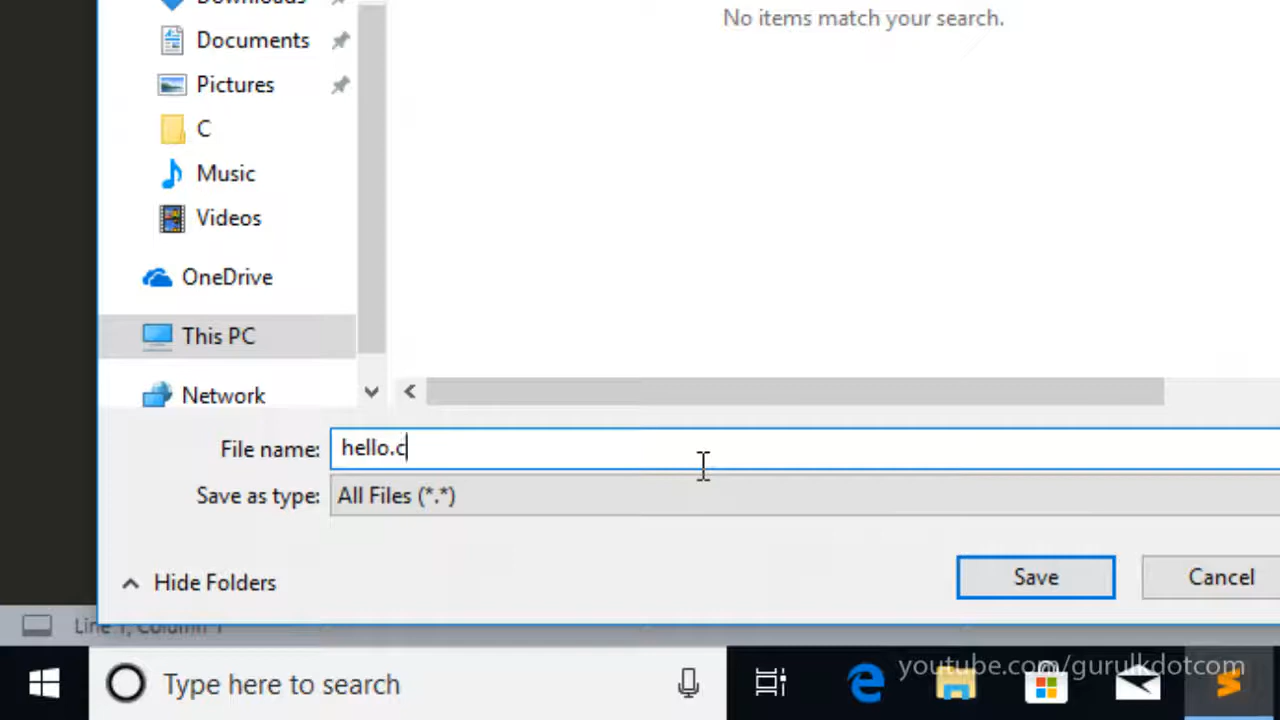 Downloads
No items match your search.
Documents
Pictures
C
Music
Videos
OneDrive
This PC
Network
File name: hello.c
Save as type: All Files (*.*)
Hide Folders
Save
Cancel
Line 1, Column 1
Type here to search
youtube.com/gurulkdotcom